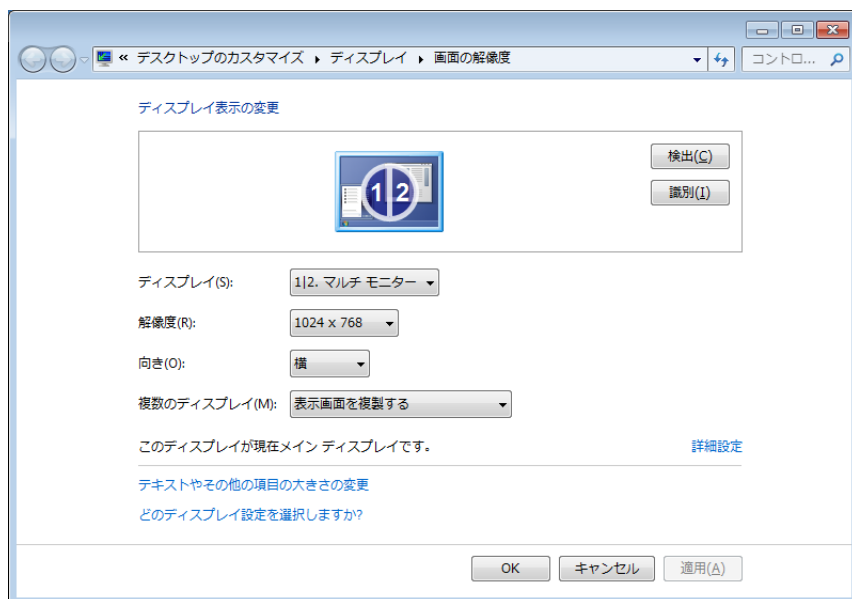 « デスクトップのカスタマイズ ▸ ディスプレイ ▸ 画面の解像度 コントロ...
ディスプレイ表示の変更
1|2
検出(C)
識別(I)
ディスプレイ(S): 1|2. マルチ モニター
解像度(R): 1024 x 768
向き(O): 横
複数のディスプレイ(M): 表示画面を複製する
このディスプレイが現在メイン ディスプレイです。 詳細設定
テキストやその他の項目の大きさの変更
どのディスプレイ設定を選択しますか?
OK キャンセル 適用(A)